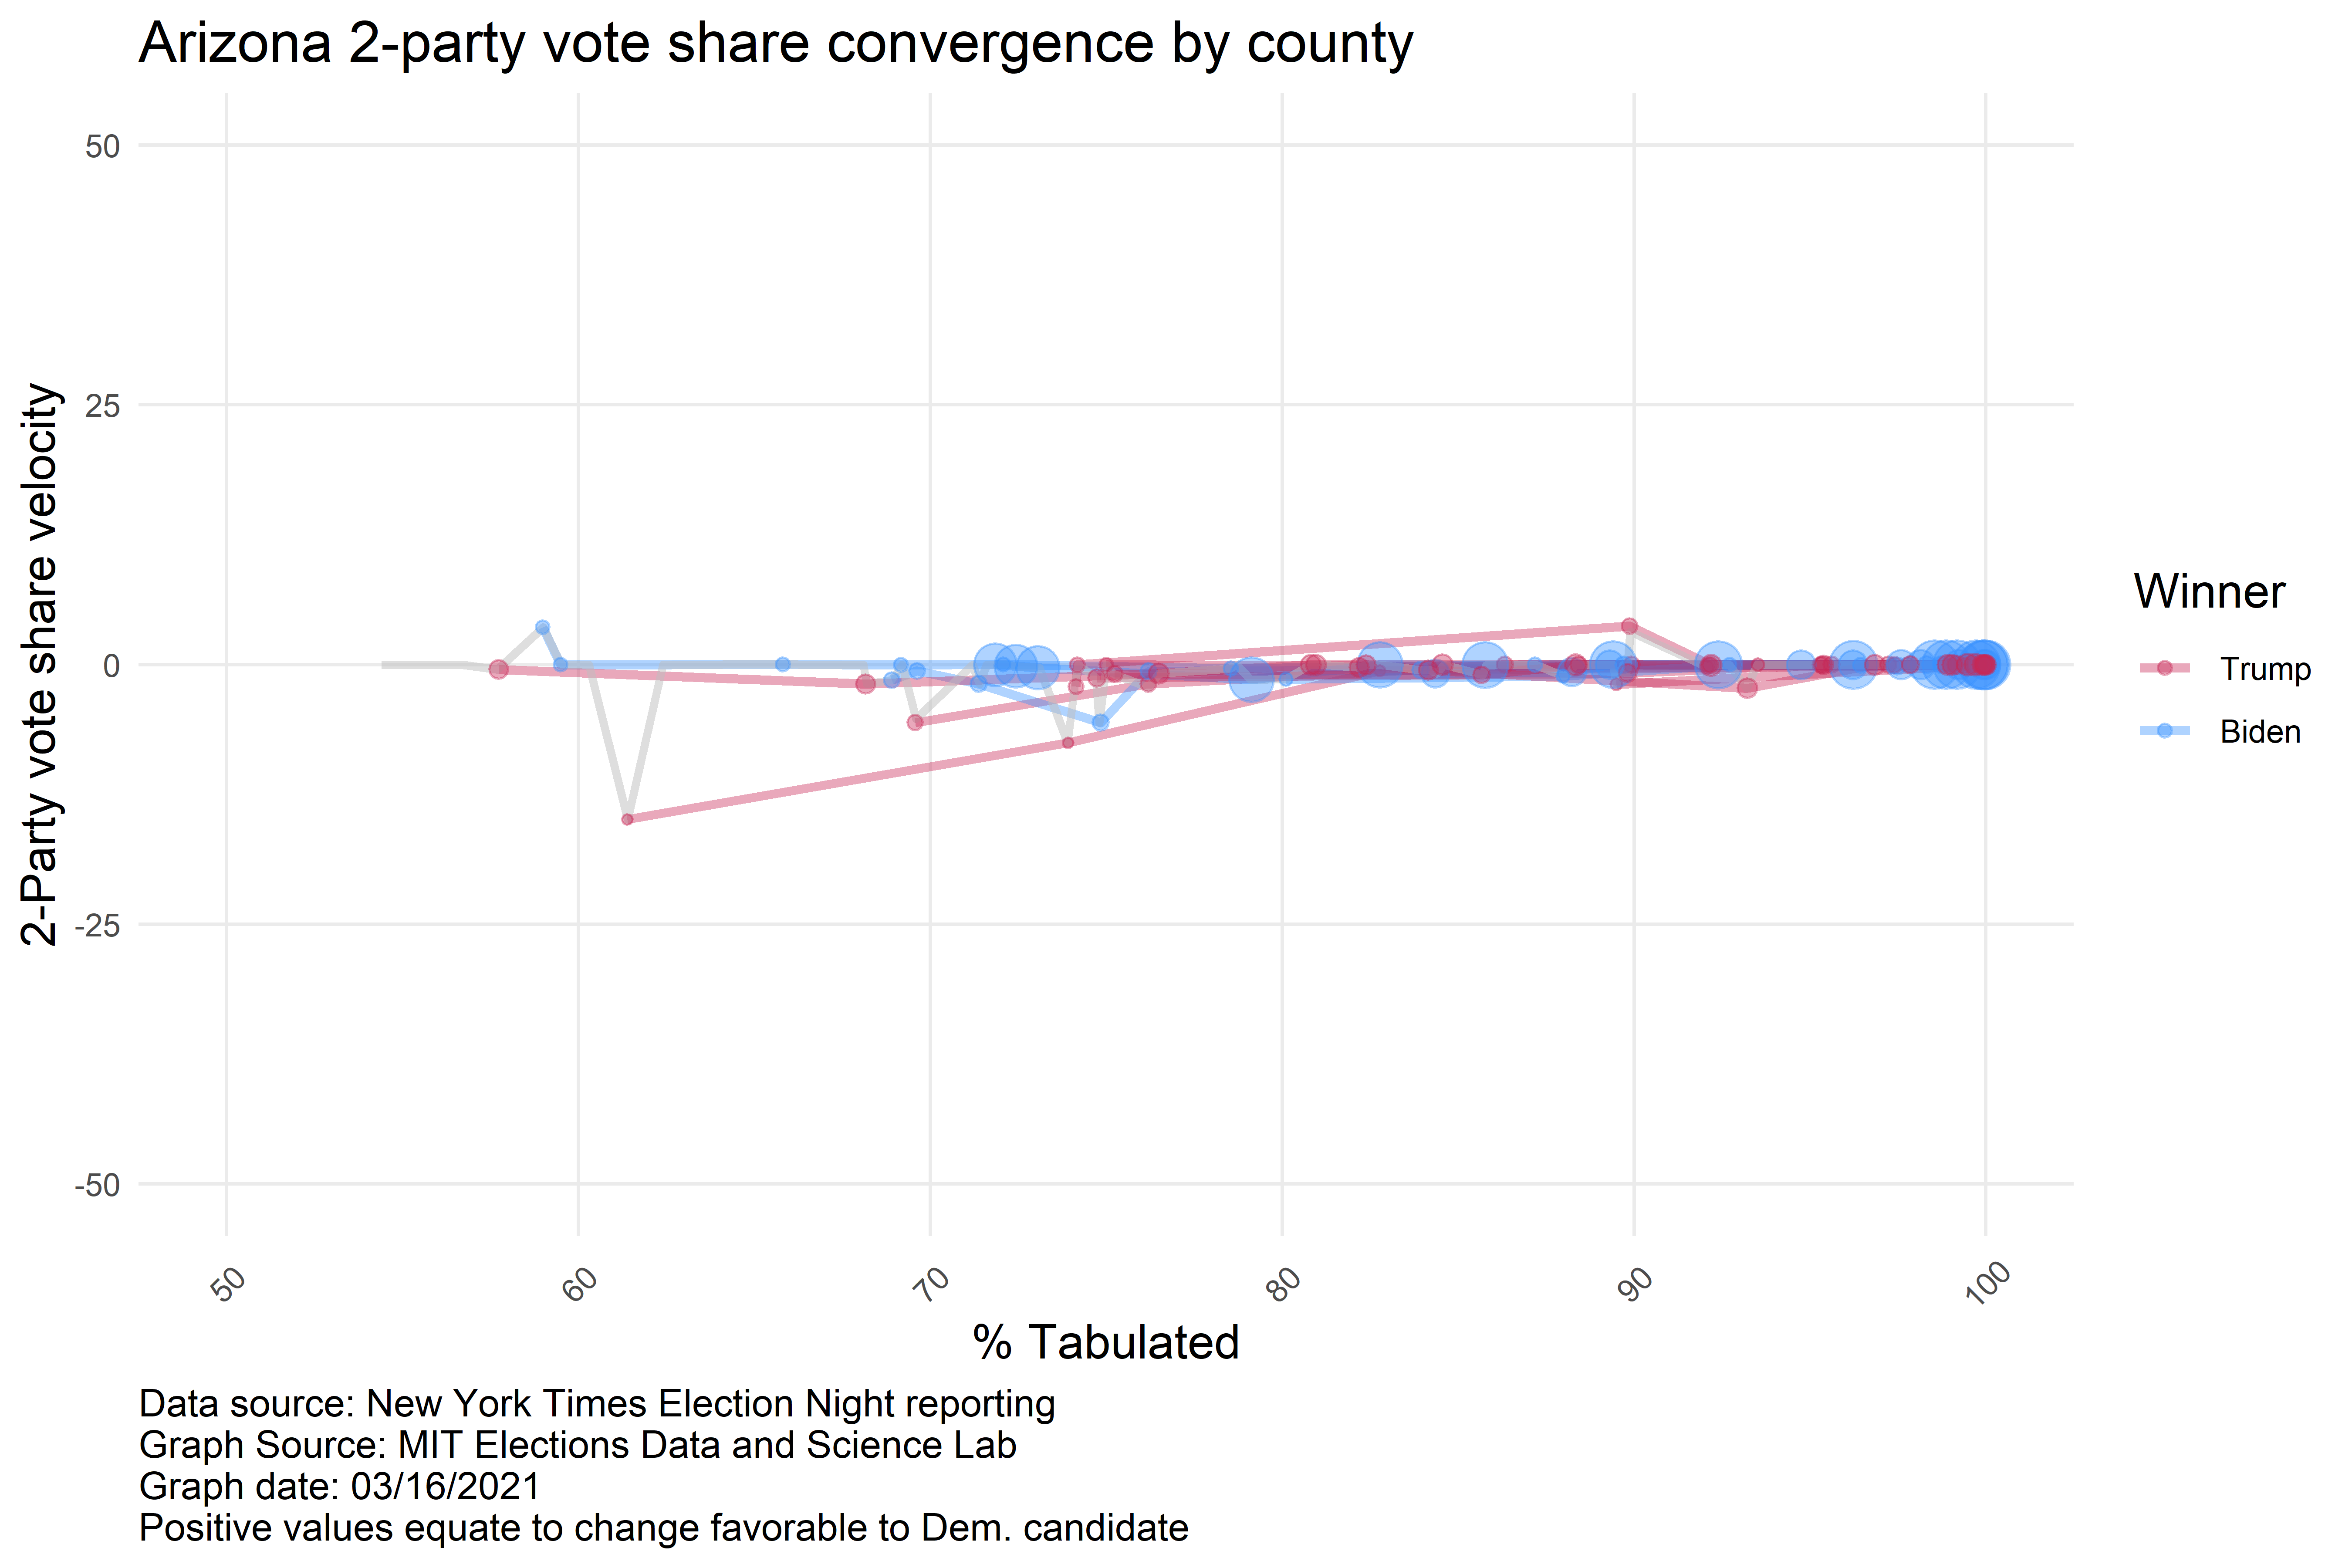 Arizona 2-party vote share convergence by county
2-Party vote share velocity
50
25
0
-25
-50
50
60
70
80
90
100
% Tabulated
Winner
Trump
Biden
Data source: New York Times Election Night reporting
Graph Source: MIT Elections Data and Science Lab
Graph date: 03/16/2021
Positive values equate to change favorable to Dem. candidate